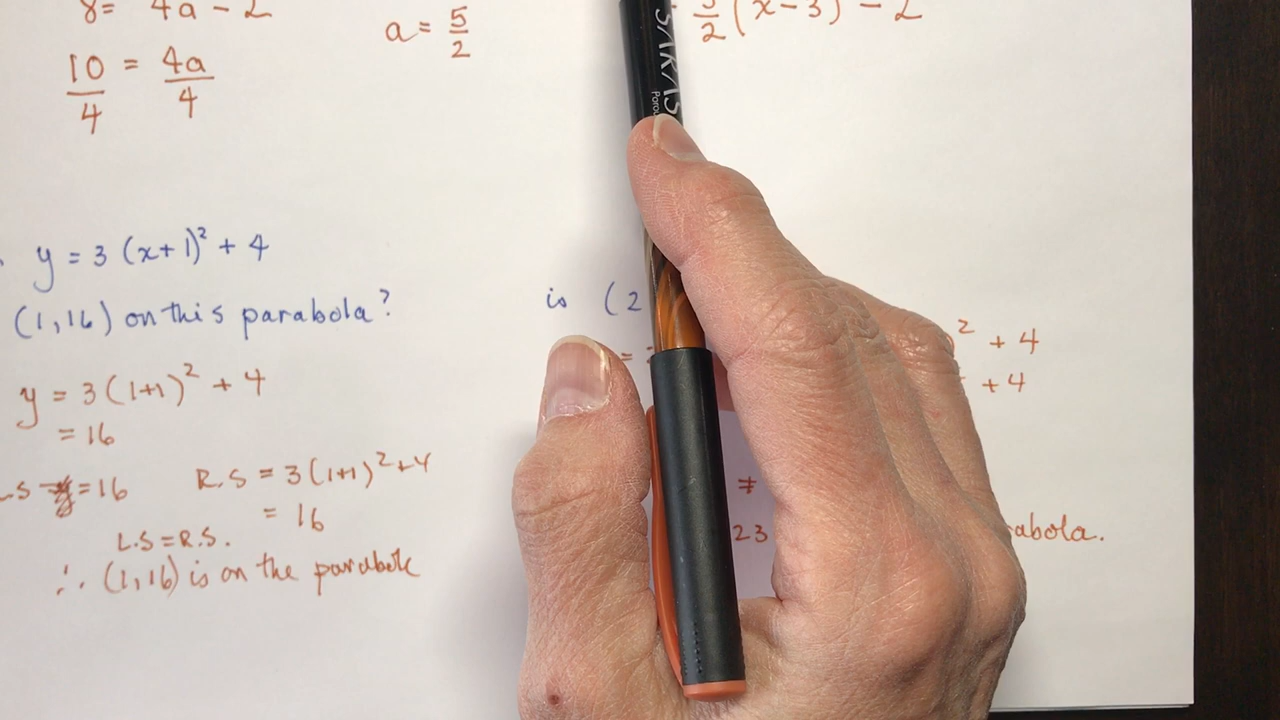 8 = 4a - 2
a = 5/2
5/2 (x-3) - 2
10/4 = 4a/4
y = 3 (x+1)² + 4
(1,16) on this parabola?
y = 3(1+1)² + 4
= 16
L.S y = 16
R.S = 3(1+1)² + 4
= 16
L.S = R.S.
∴ (1,16) is on the parabola
is (2
=
² + 4
+ 4
≠
23
abola.